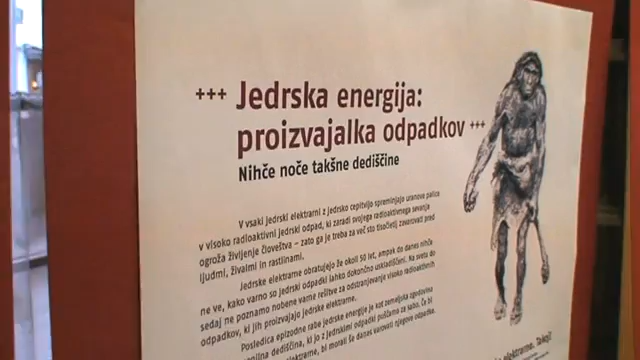 +++ Jedrska energija:
proizvajalka odpadkov +++
Nihče noče takšne dediščine
V vsaki jedrski elektrarni z jedrsko cepitvijo spreminjajo uranove palice
v visoko radioaktivni jedrski odpad, ki zaradi svojega radioaktivnega sevanja
ogroža življenje človeštva – zato ga je treba za več sto tisočletij zavarovati pred
ljudmi, živalmi in rastlinami.
Jedrske elektrarne obratujejo že okoli 50 let, ampak do danes nihče
ne ve, kako varno so jedrski odpadki lahko dokončno uskladiščeni. Na svetu do
sedaj ne poznamo nobene varne rešitve za odstranjevanje visoko radioaktivnih
odpadkov, ki jih proizvajajo jedrske elektrarne.
Posledica epizodne rabe jedrske energije je kot zemeljska zgodovina
dediščina, ki jo z jedrskimi odpadki puščamo za sabo. Če bi
elektrarne, bi morali še danes varovati njegove odpadke.
elektrarne. Takoj!